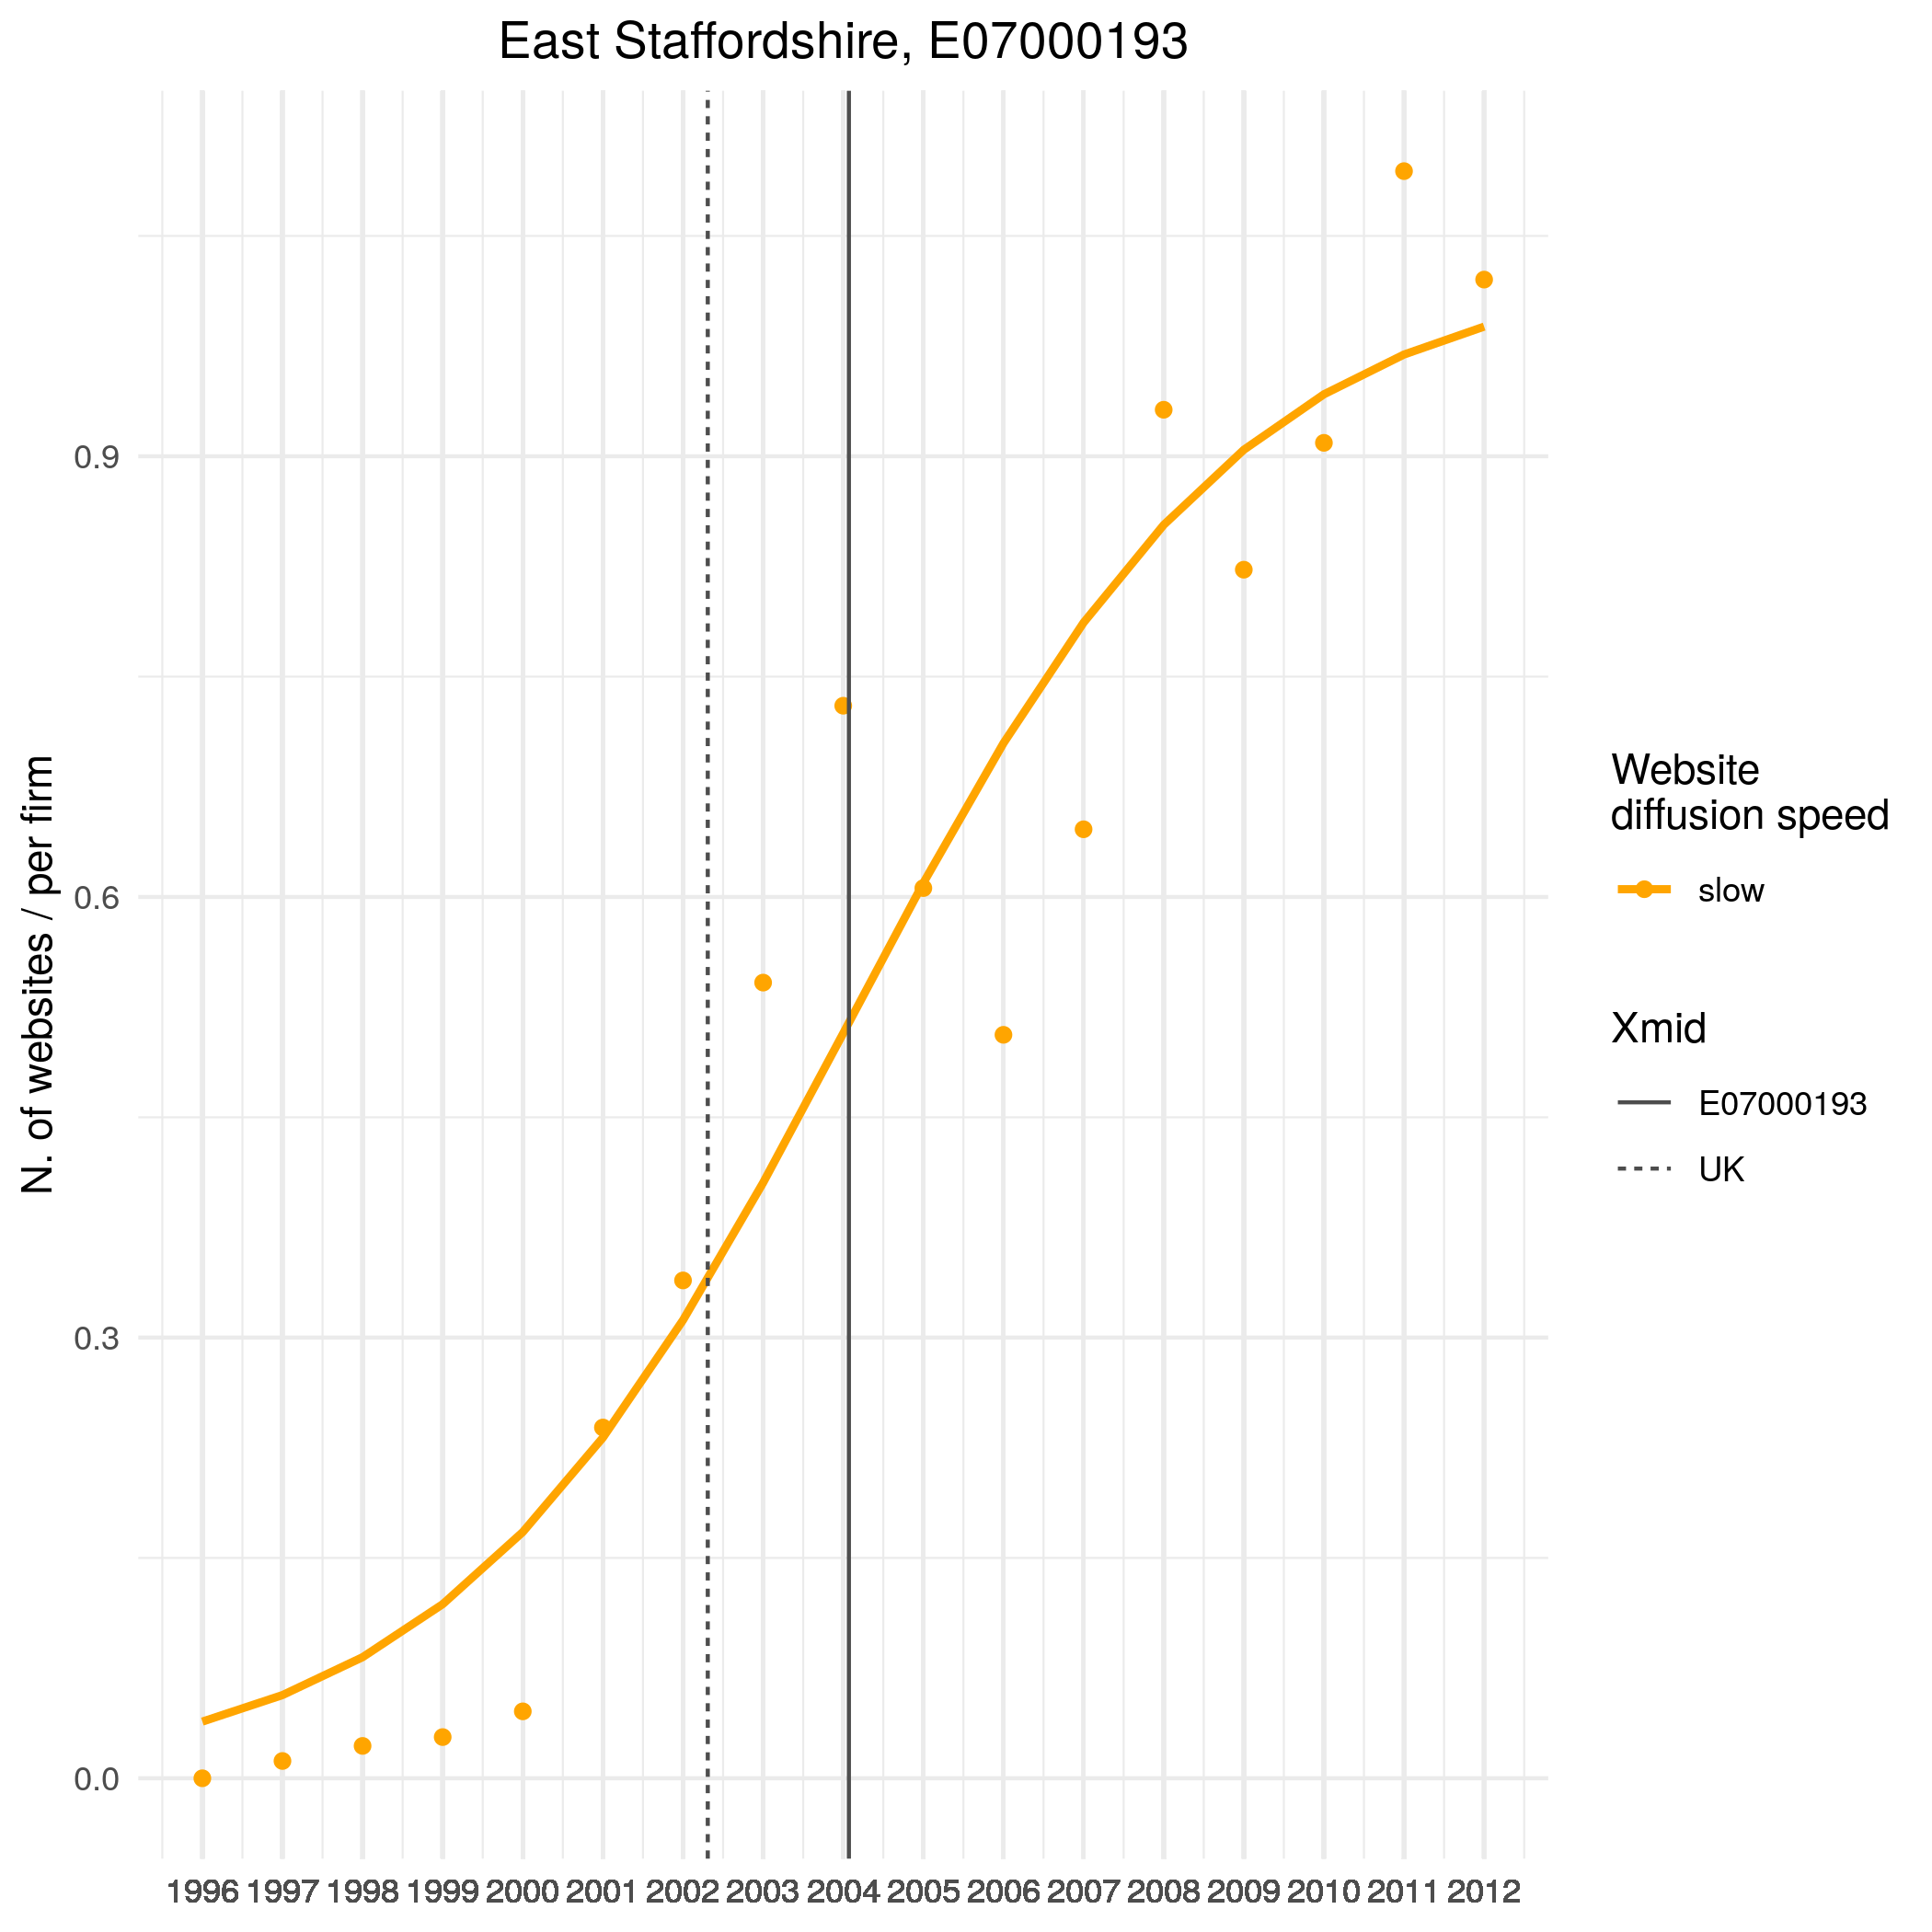 East Staffordshire, E07000193
N. of websites / per firm
0.9
0.6
0.3
0.0
1996 1997 1998 1999 2000 2001 2002 2003 2004 2005 2006 2007 2008 2009 2010 2011 2012
Website
diffusion speed
slow
Xmid
E07000193
UK